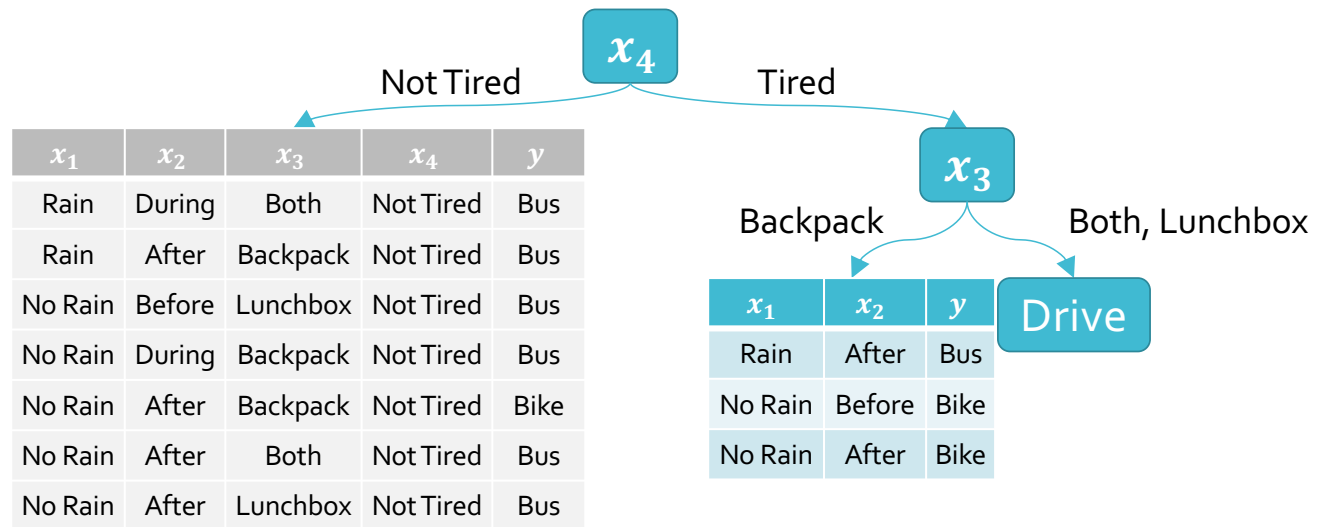 x₄
Not Tired Tired
x₁ x₂ x₃ x₄ y
Rain During Both Not Tired Bus
Rain After Backpack Not Tired Bus
No Rain Before Lunchbox Not Tired Bus
No Rain During Backpack Not Tired Bus
No Rain After Backpack Not Tired Bike
No Rain After Both Not Tired Bus
No Rain After Lunchbox Not Tired Bus
x₃
Backpack Both, Lunchbox
x₁ x₂ y
Rain After Bus
No Rain Before Bike
No Rain After Bike
Drive